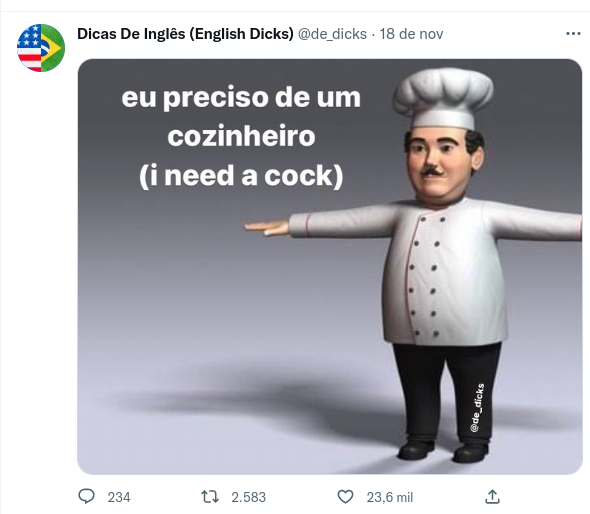 Dicas De Inglês (English Dicks) @de_dicks · 18 de nov
eu preciso de um
cozinheiro
(i need a cock)
@de_dicks
234
2.583
23,6 mil